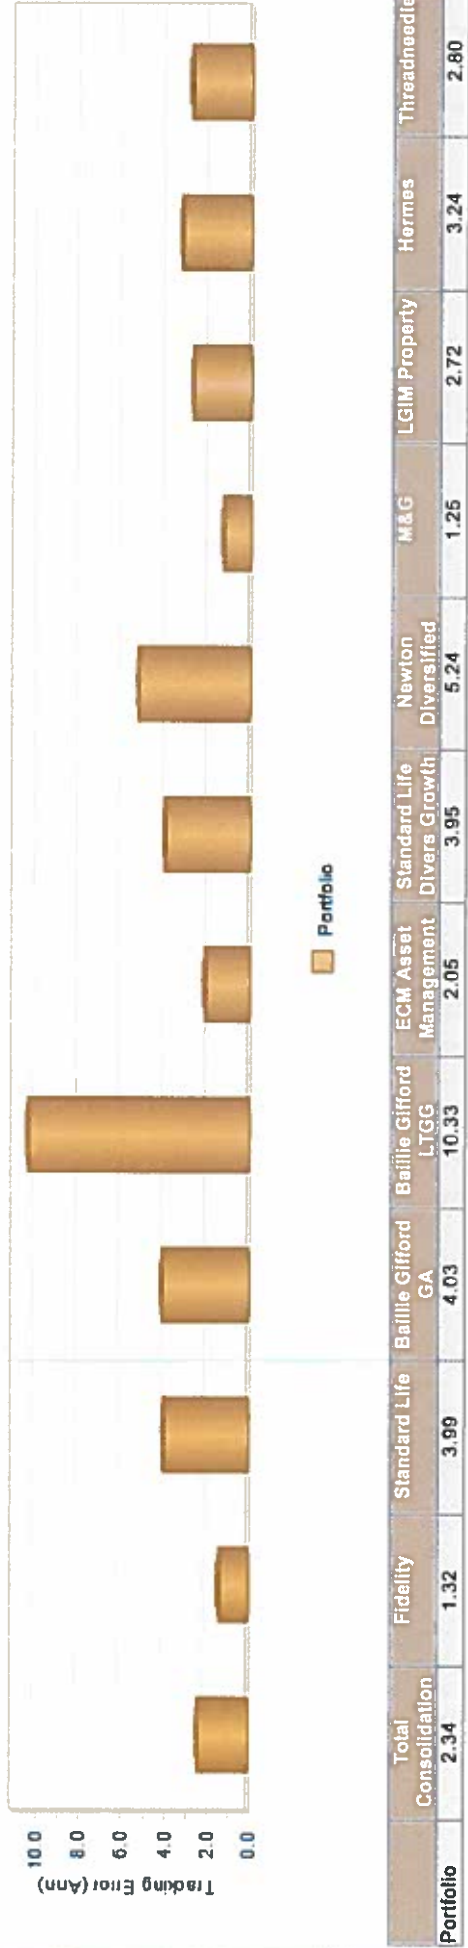 Tracking Error (Ann)
10.0
8.0
6.0
4.0
2.0
0.0
Portfolio
Total Consolidation Fidelity Standard Life Baillie Gifford GA Baillie Gifford LTGG ECM Asset Management Standard Life Divers Growth Newton Diversified M&G LGIM Property Hermes Threadneedle
Portfolio 2.34 1.32 3.99 4.03 10.33 2.05 3.95 5.24 1.25 2.72 3.24 2.80